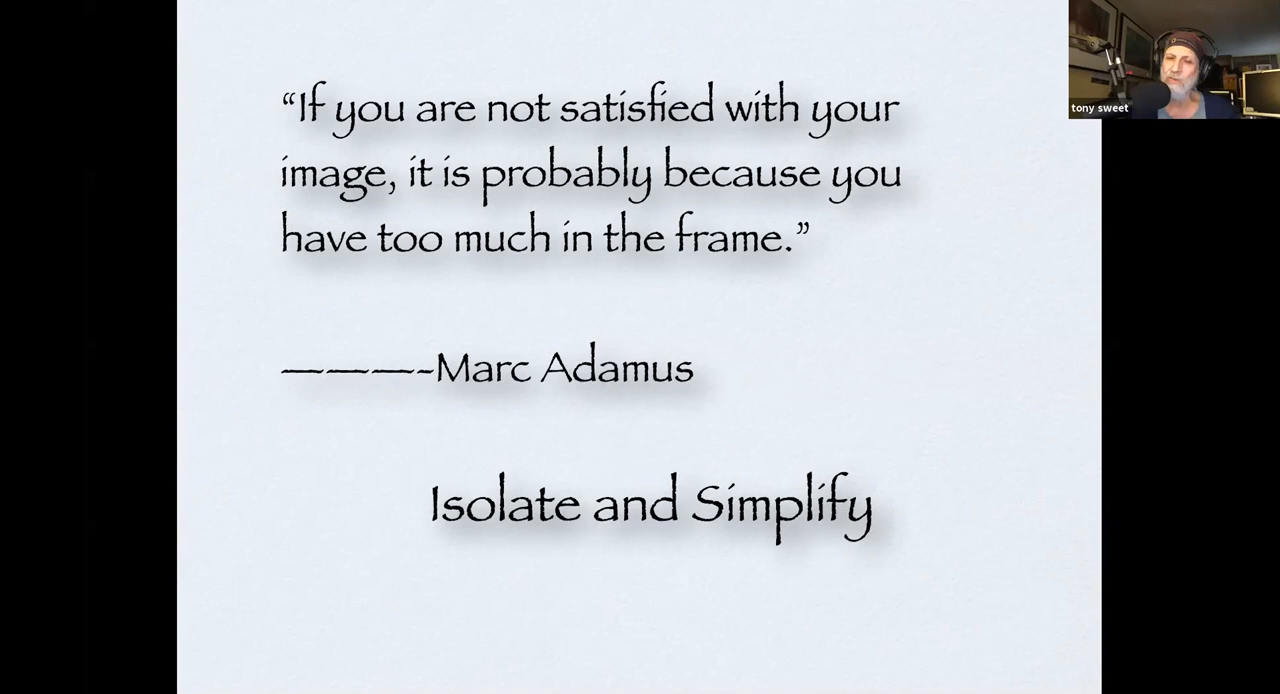 “If you are not satisfied with your
image, it is probably because you
have too much in the frame.”
————-Marc Adamus
Isolate and Simplify
tony sweet